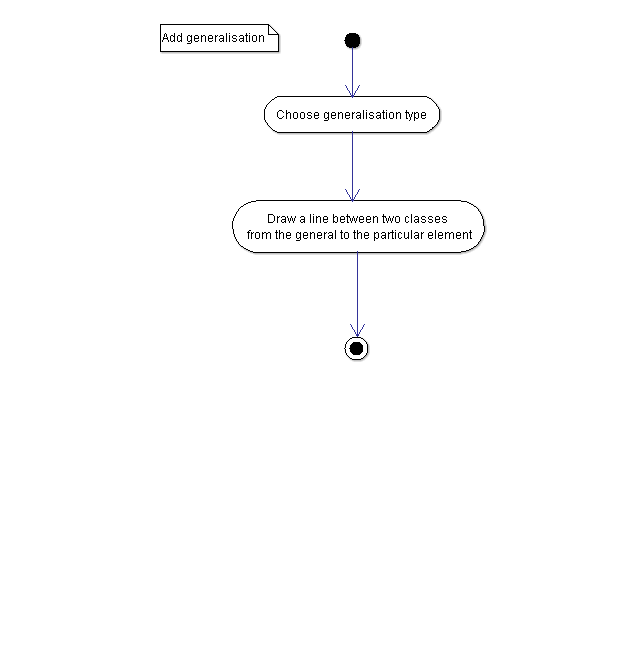 Add generalisation
Choose generalisation type
Draw a line between two classes
from the general to the particular element